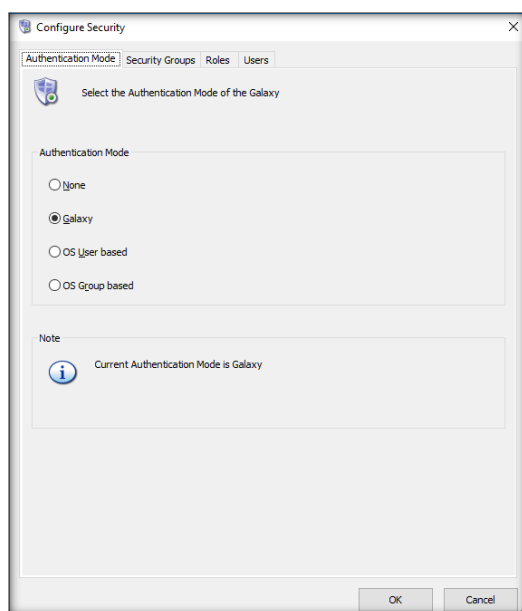 Configure Security
Authentication Mode Security Groups Roles Users
Select the Authentication Mode of the Galaxy
Authentication Mode
None
Galaxy
OS User based
OS Group based
Note
Current Authentication Mode is Galaxy
OK Cancel